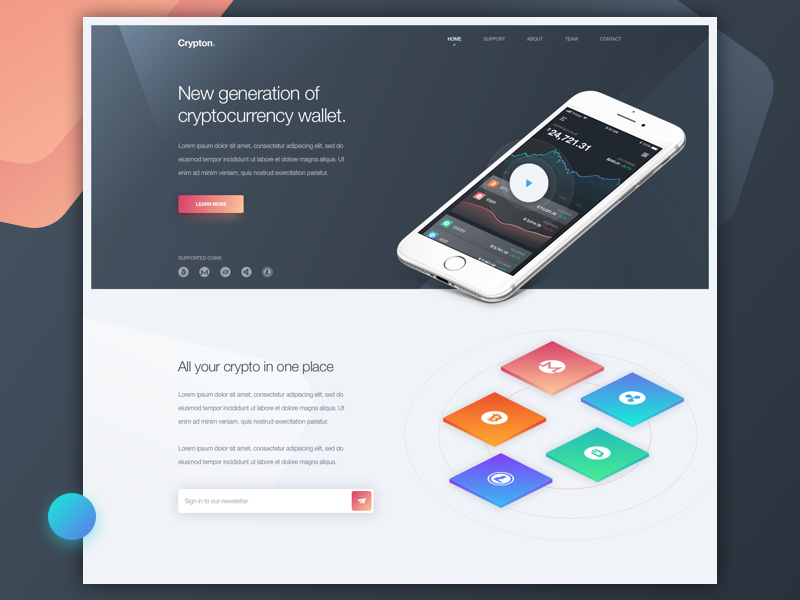 Crypton.
HOME SUPPORT ABOUT TEAM CONTACT
New generation of
cryptocurrency wallet.
Lorem ipsum dolor sit amet, consectetur adipiscing elit, sed do
eiusmod tempor incididunt ut labore et dolore magna aliqua. Ut
enim ad minim veniam, quis nostrud exercitation pariatur.
LEARN MORE
SUPPORTED COINS
24,721.31
All your crypto in one place
Lorem ipsum dolor sit amet, consectetur adipiscing elit, sed do
eiusmod tempor incididunt ut labore et dolore magna aliqua. Ut
enim ad minim veniam, quis nostrud exercitation pariatur.
Lorem ipsum dolor sit amet, consectetur adipiscing elit, sed do
eiusmod tempor incididunt ut labore et dolore magna aliqua.
Sign in to our newsletter